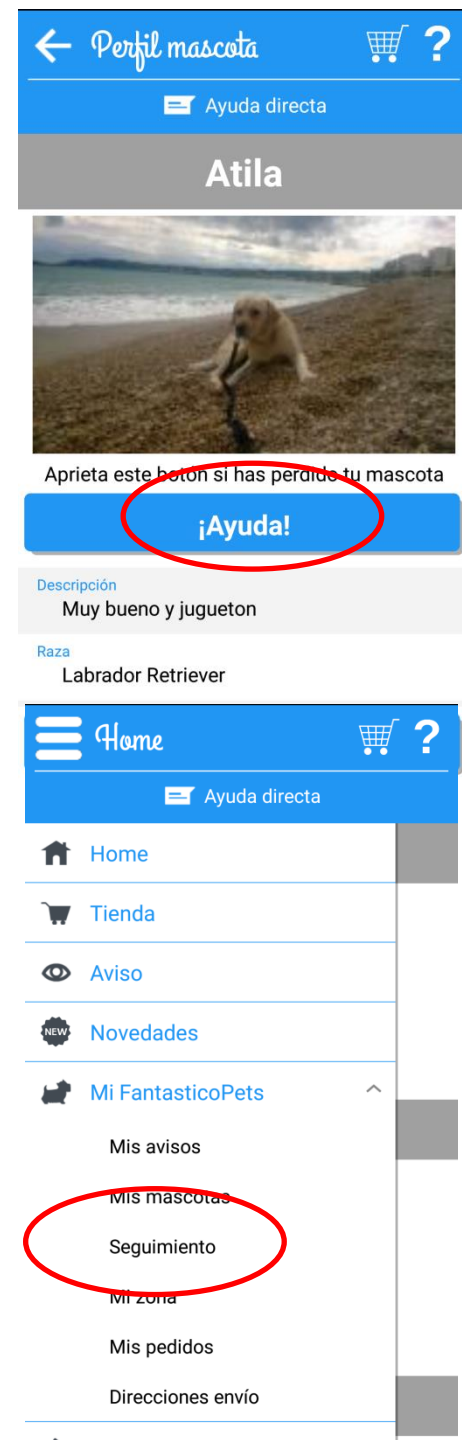 Perfil mascota ?
Ayuda directa
Atila
Aprieta este botón si has perdido tu mascota
¡Ayuda!
Descripción
Muy bueno y jugueton
Raza
Labrador Retriever
Home ?
Ayuda directa
Home
Tienda
Aviso
NEW Novedades
Mi FantasticoPets
Mis avisos
Mis mascotas
Seguimiento
Mi zona
Mis pedidos
Direcciones envío